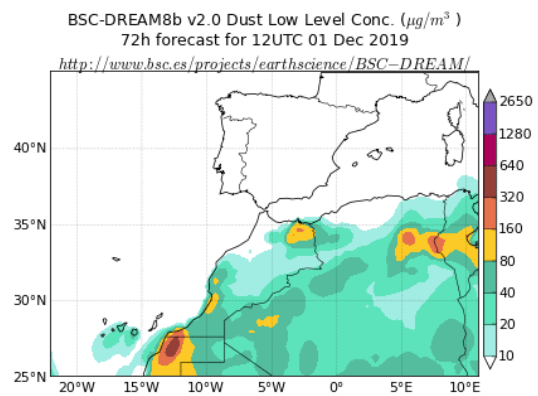 BSC-DREAM8b v2.0 Dust Low Level Conc. (μg/m³ )
72h forecast for 12UTC 01 Dec 2019
http://www.bsc.es/projects/earthscience/BSC−DREAM/
40°N
35°N
30°N
25°N
20°W
15°W
10°W
5°W
0°
5°E
10°E
2650
1280
640
320
160
80
40
20
10